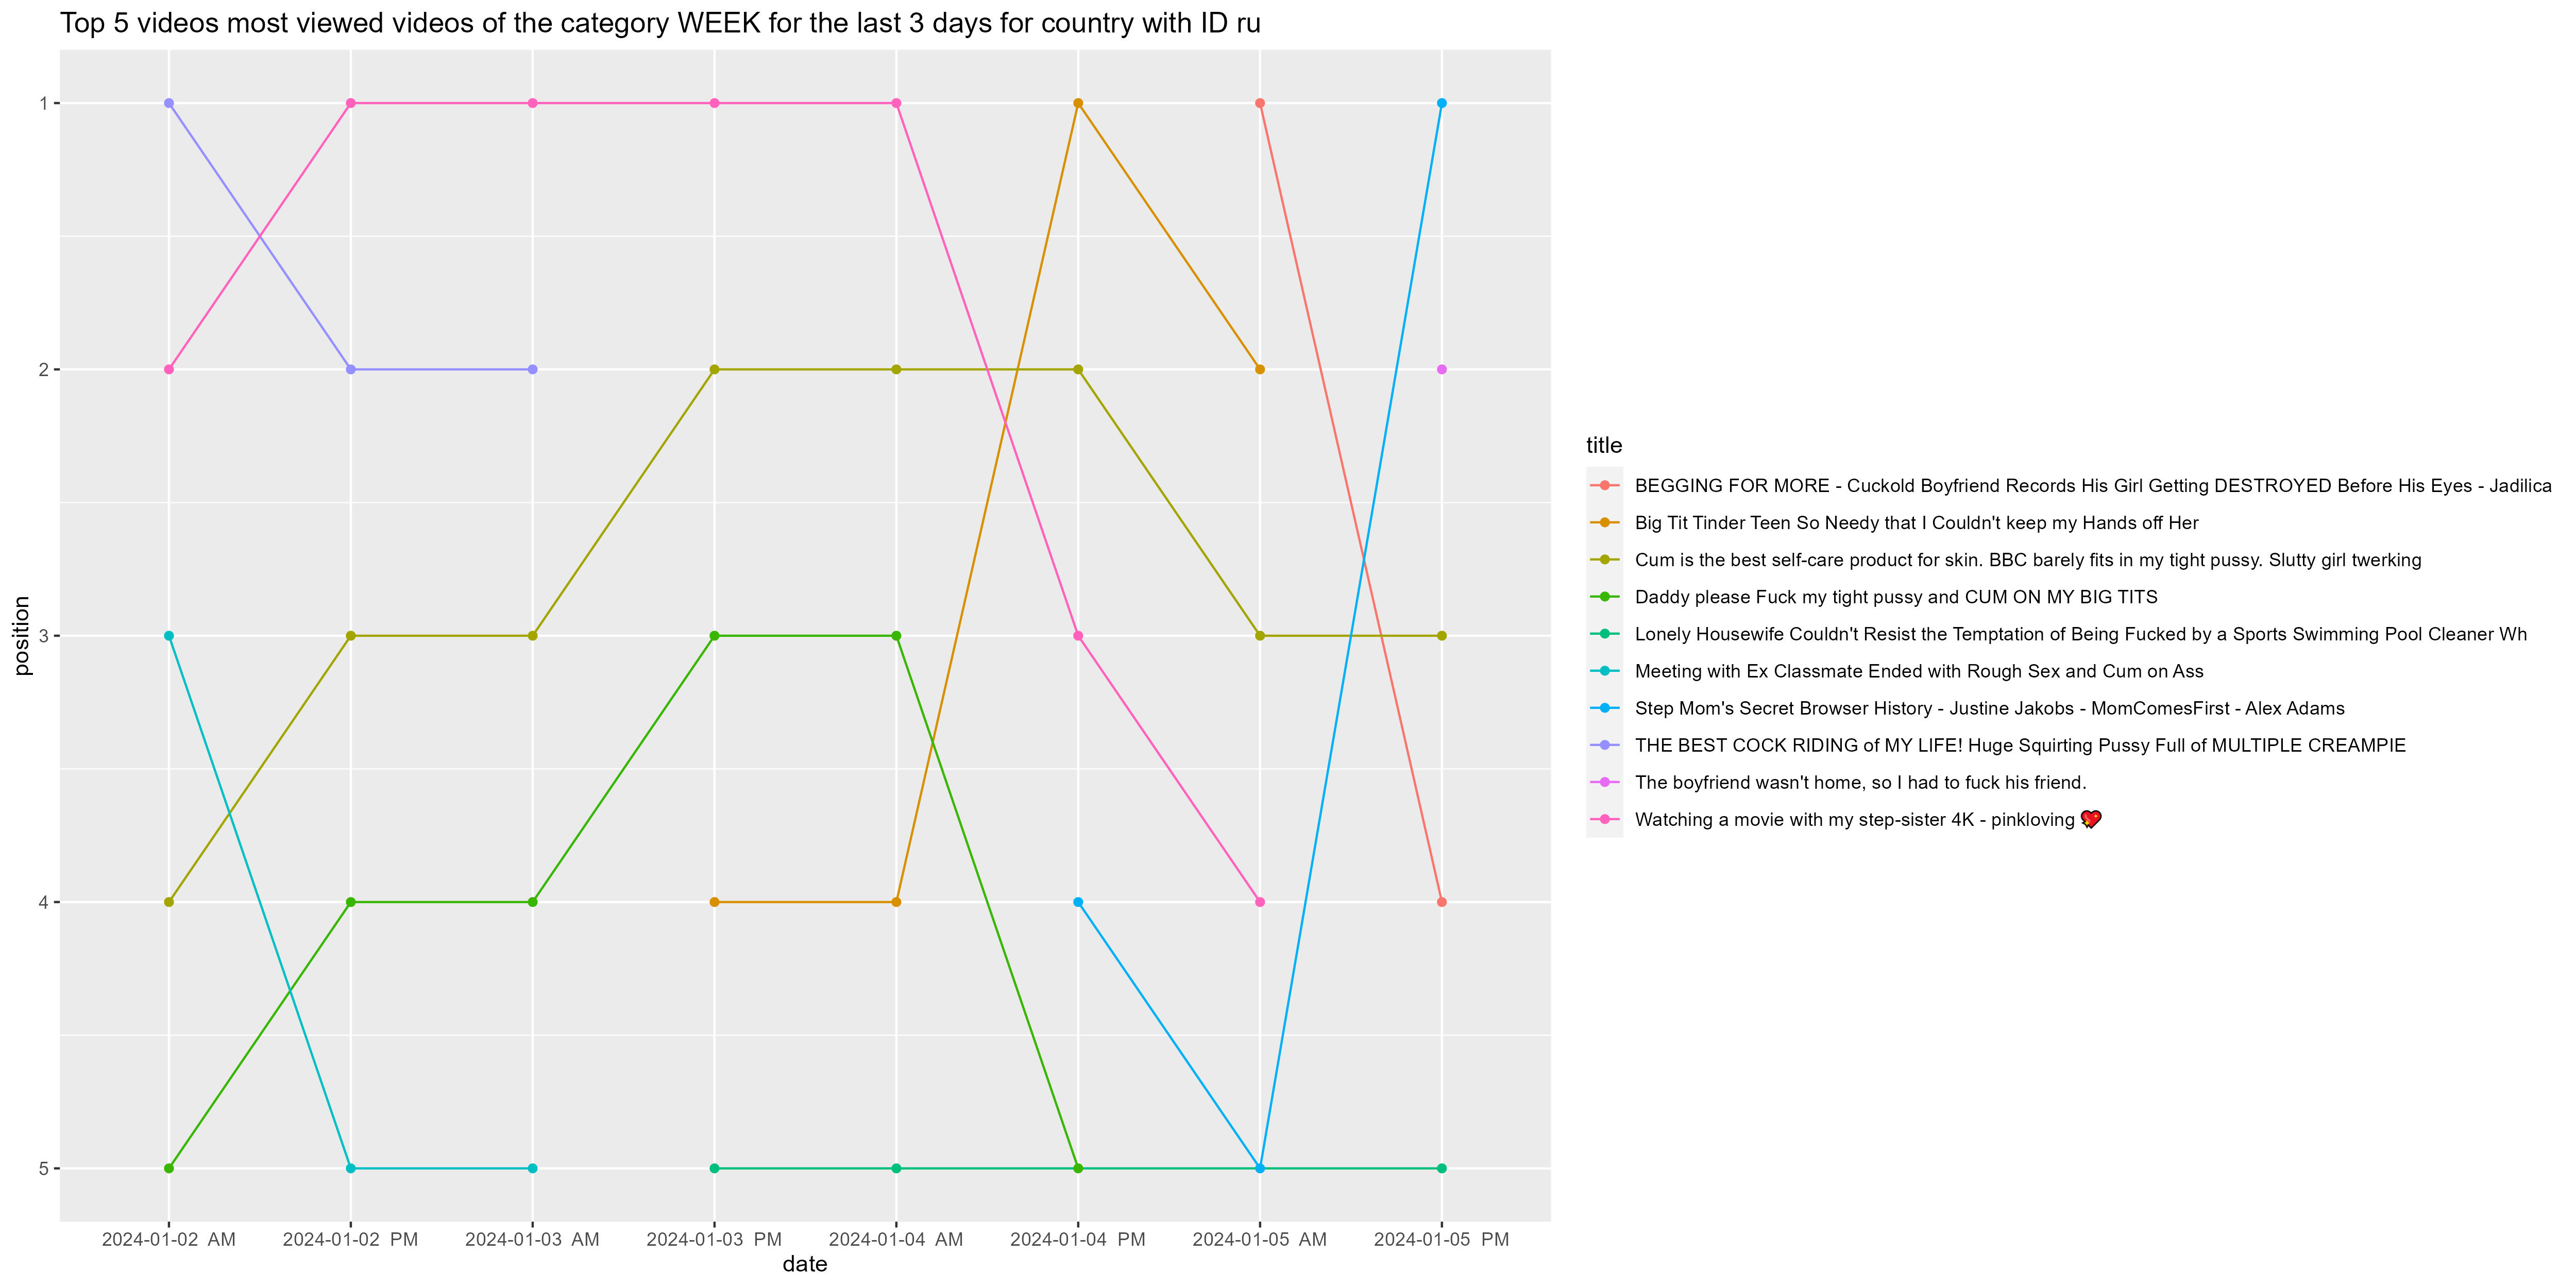 Top 5 videos most viewed videos of the category WEEK for the last 3 days for country with ID ru
position
1
2
3
4
5
2024-01-02 AM
2024-01-02 PM
2024-01-03 AM
2024-01-03 PM
2024-01-04 AM
2024-01-04 PM
2024-01-05 AM
2024-01-05 PM
date
title
BEGGING FOR MORE - Cuckold Boyfriend Records His Girl Getting DESTROYED Before His Eyes - Jadilica
Big Tit Tinder Teen So Needy that I Couldn't keep my Hands off Her
Cum is the best self-care product for skin. BBC barely fits in my tight pussy. Slutty girl twerking
Daddy please Fuck my tight pussy and CUM ON MY BIG TITS
Lonely Housewife Couldn't Resist the Temptation of Being Fucked by a Sports Swimming Pool Cleaner Wh
Meeting with Ex Classmate Ended with Rough Sex and Cum on Ass
Step Mom's Secret Browser History - Justine Jakobs - MomComesFirst - Alex Adams
THE BEST COCK RIDING of MY LIFE! Huge Squirting Pussy Full of MULTIPLE CREAMPIE
The boyfriend wasn't home, so I had to fuck his friend.
Watching a movie with my step-sister 4K - pinkloving 💖